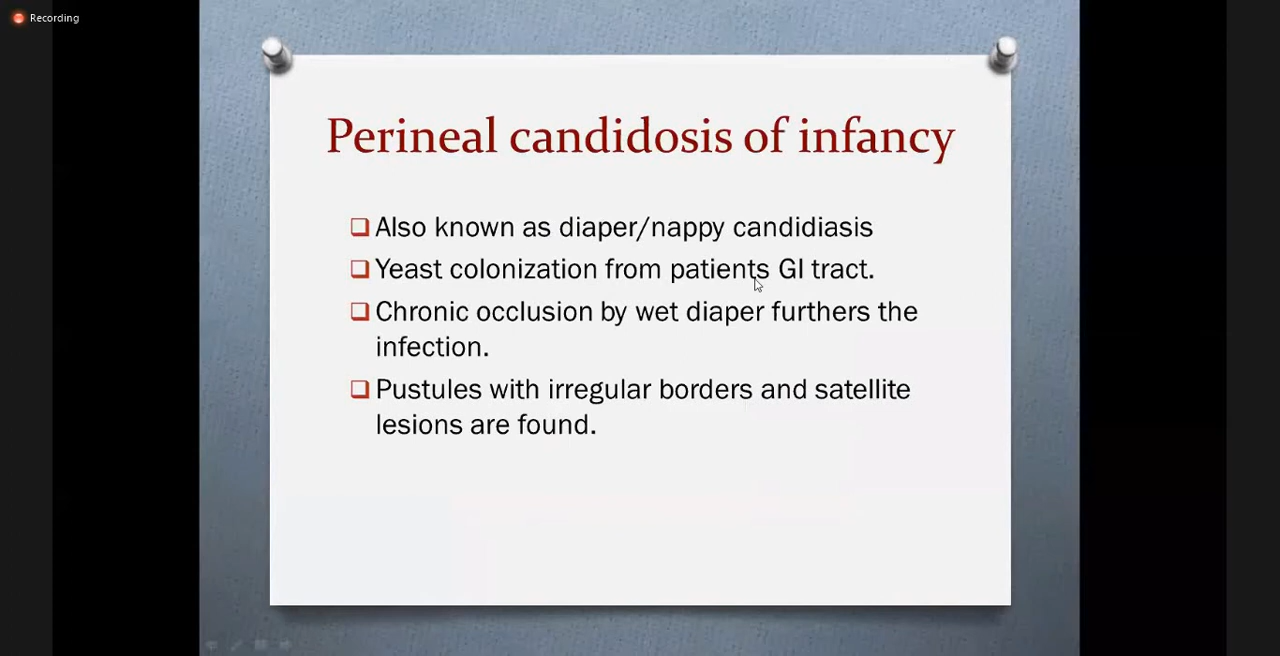 Recording
Perineal candidosis of infancy
Also known as diaper/nappy candidiasis
Yeast colonization from patients GI tract.
Chronic occlusion by wet diaper furthers the
infection.
Pustules with irregular borders and satellite
lesions are found.